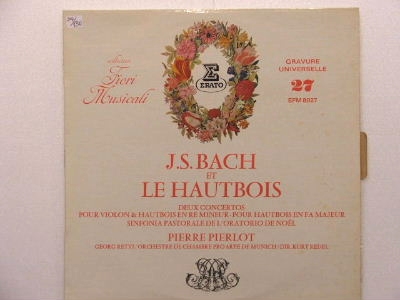 collection
Fiori
Musicali
E
ERATO
GRAVURE
UNIVERSELLE
27
EFM 8027
J.S. BACH
ET
LE HAUTBOIS
DEUX CONCERTOS
POUR VIOLON & HAUTBOIS EN RE MINEUR-POUR HAUTBOIS EN FA MAJEUR
SINFONIA PASTORALE DE L'ORATORIO DE NOËL
PIERRE PIERLOT
GEORG RETYI/ORCHESTRE DE CHAMBRE PRO ARTE DE MUNICH/DIR. KURT REDEL